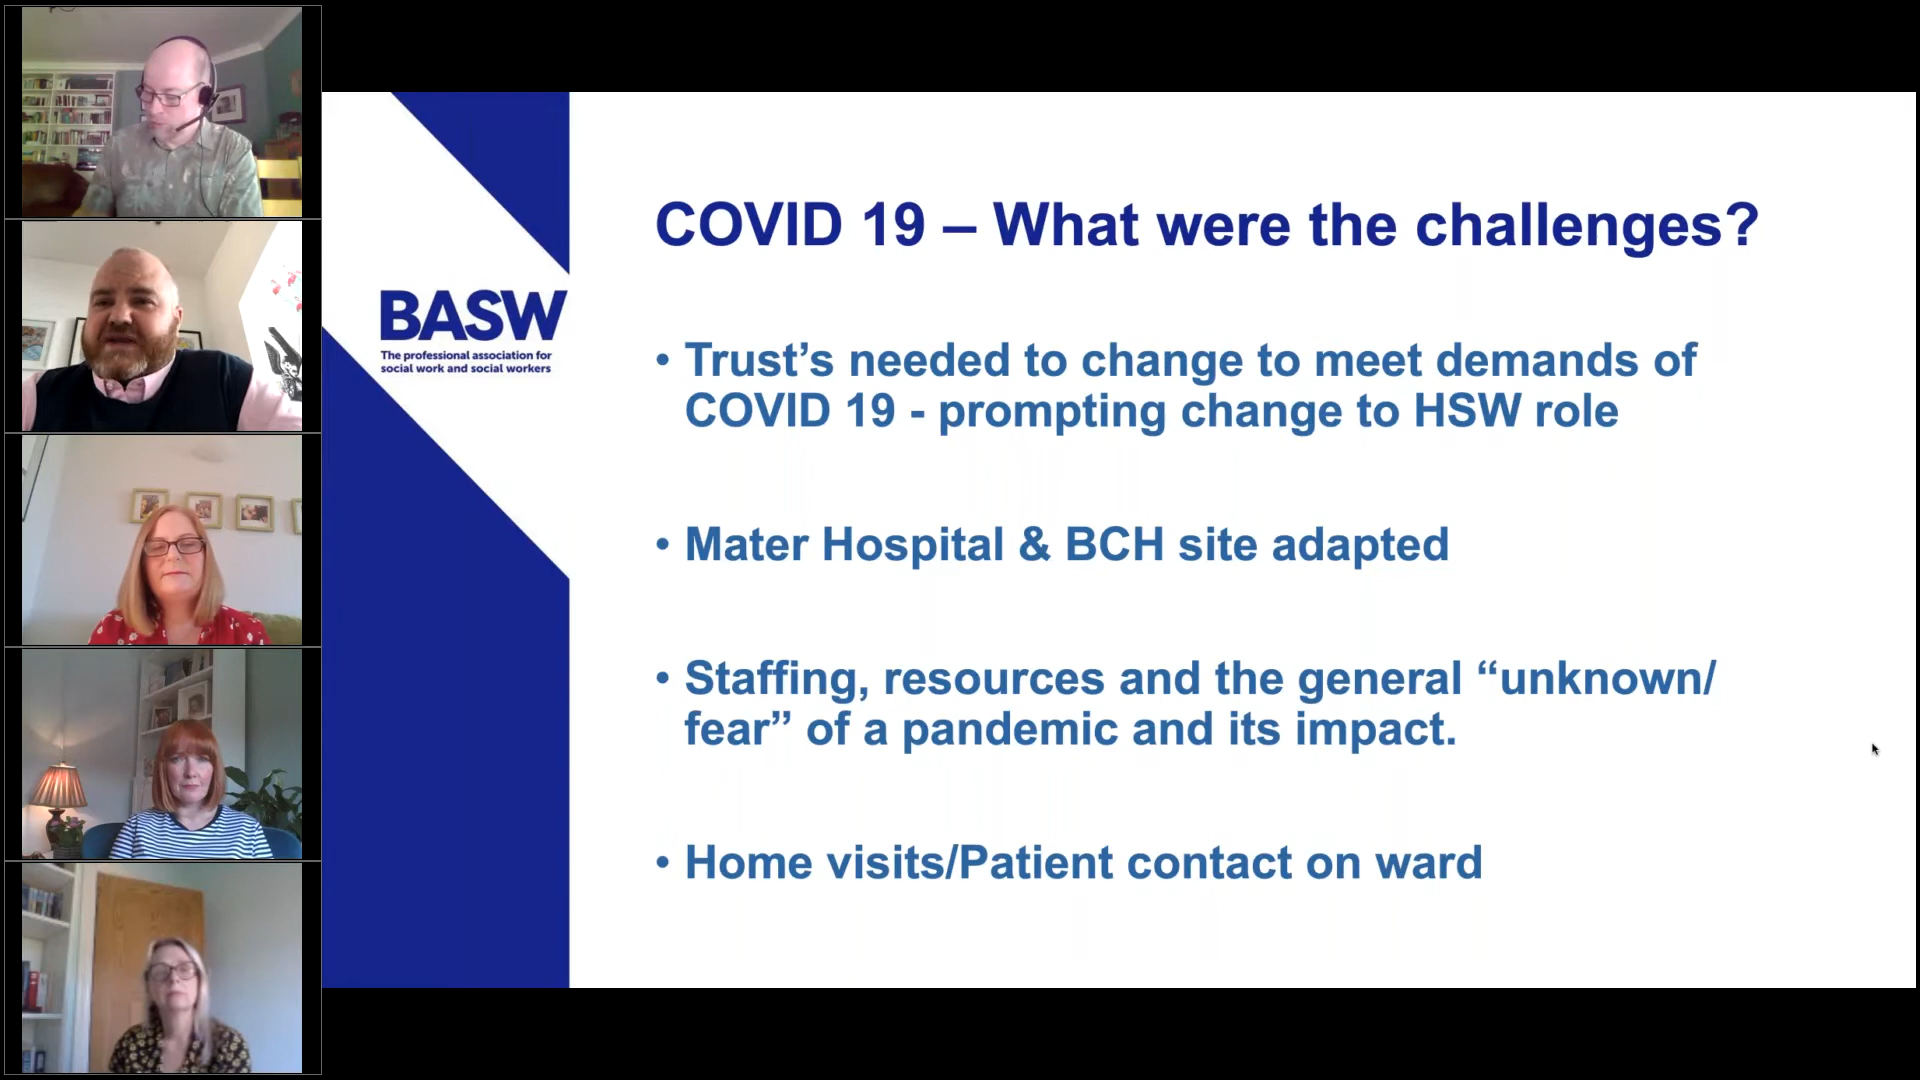 BASW
The professional association for
social work and social workers
COVID 19 – What were the challenges?
• Trust’s needed to change to meet demands of
COVID 19 - prompting change to HSW role
• Mater Hospital & BCH site adapted
• Staffing, resources and the general “unknown/
fear” of a pandemic and its impact.
• Home visits/Patient contact on ward